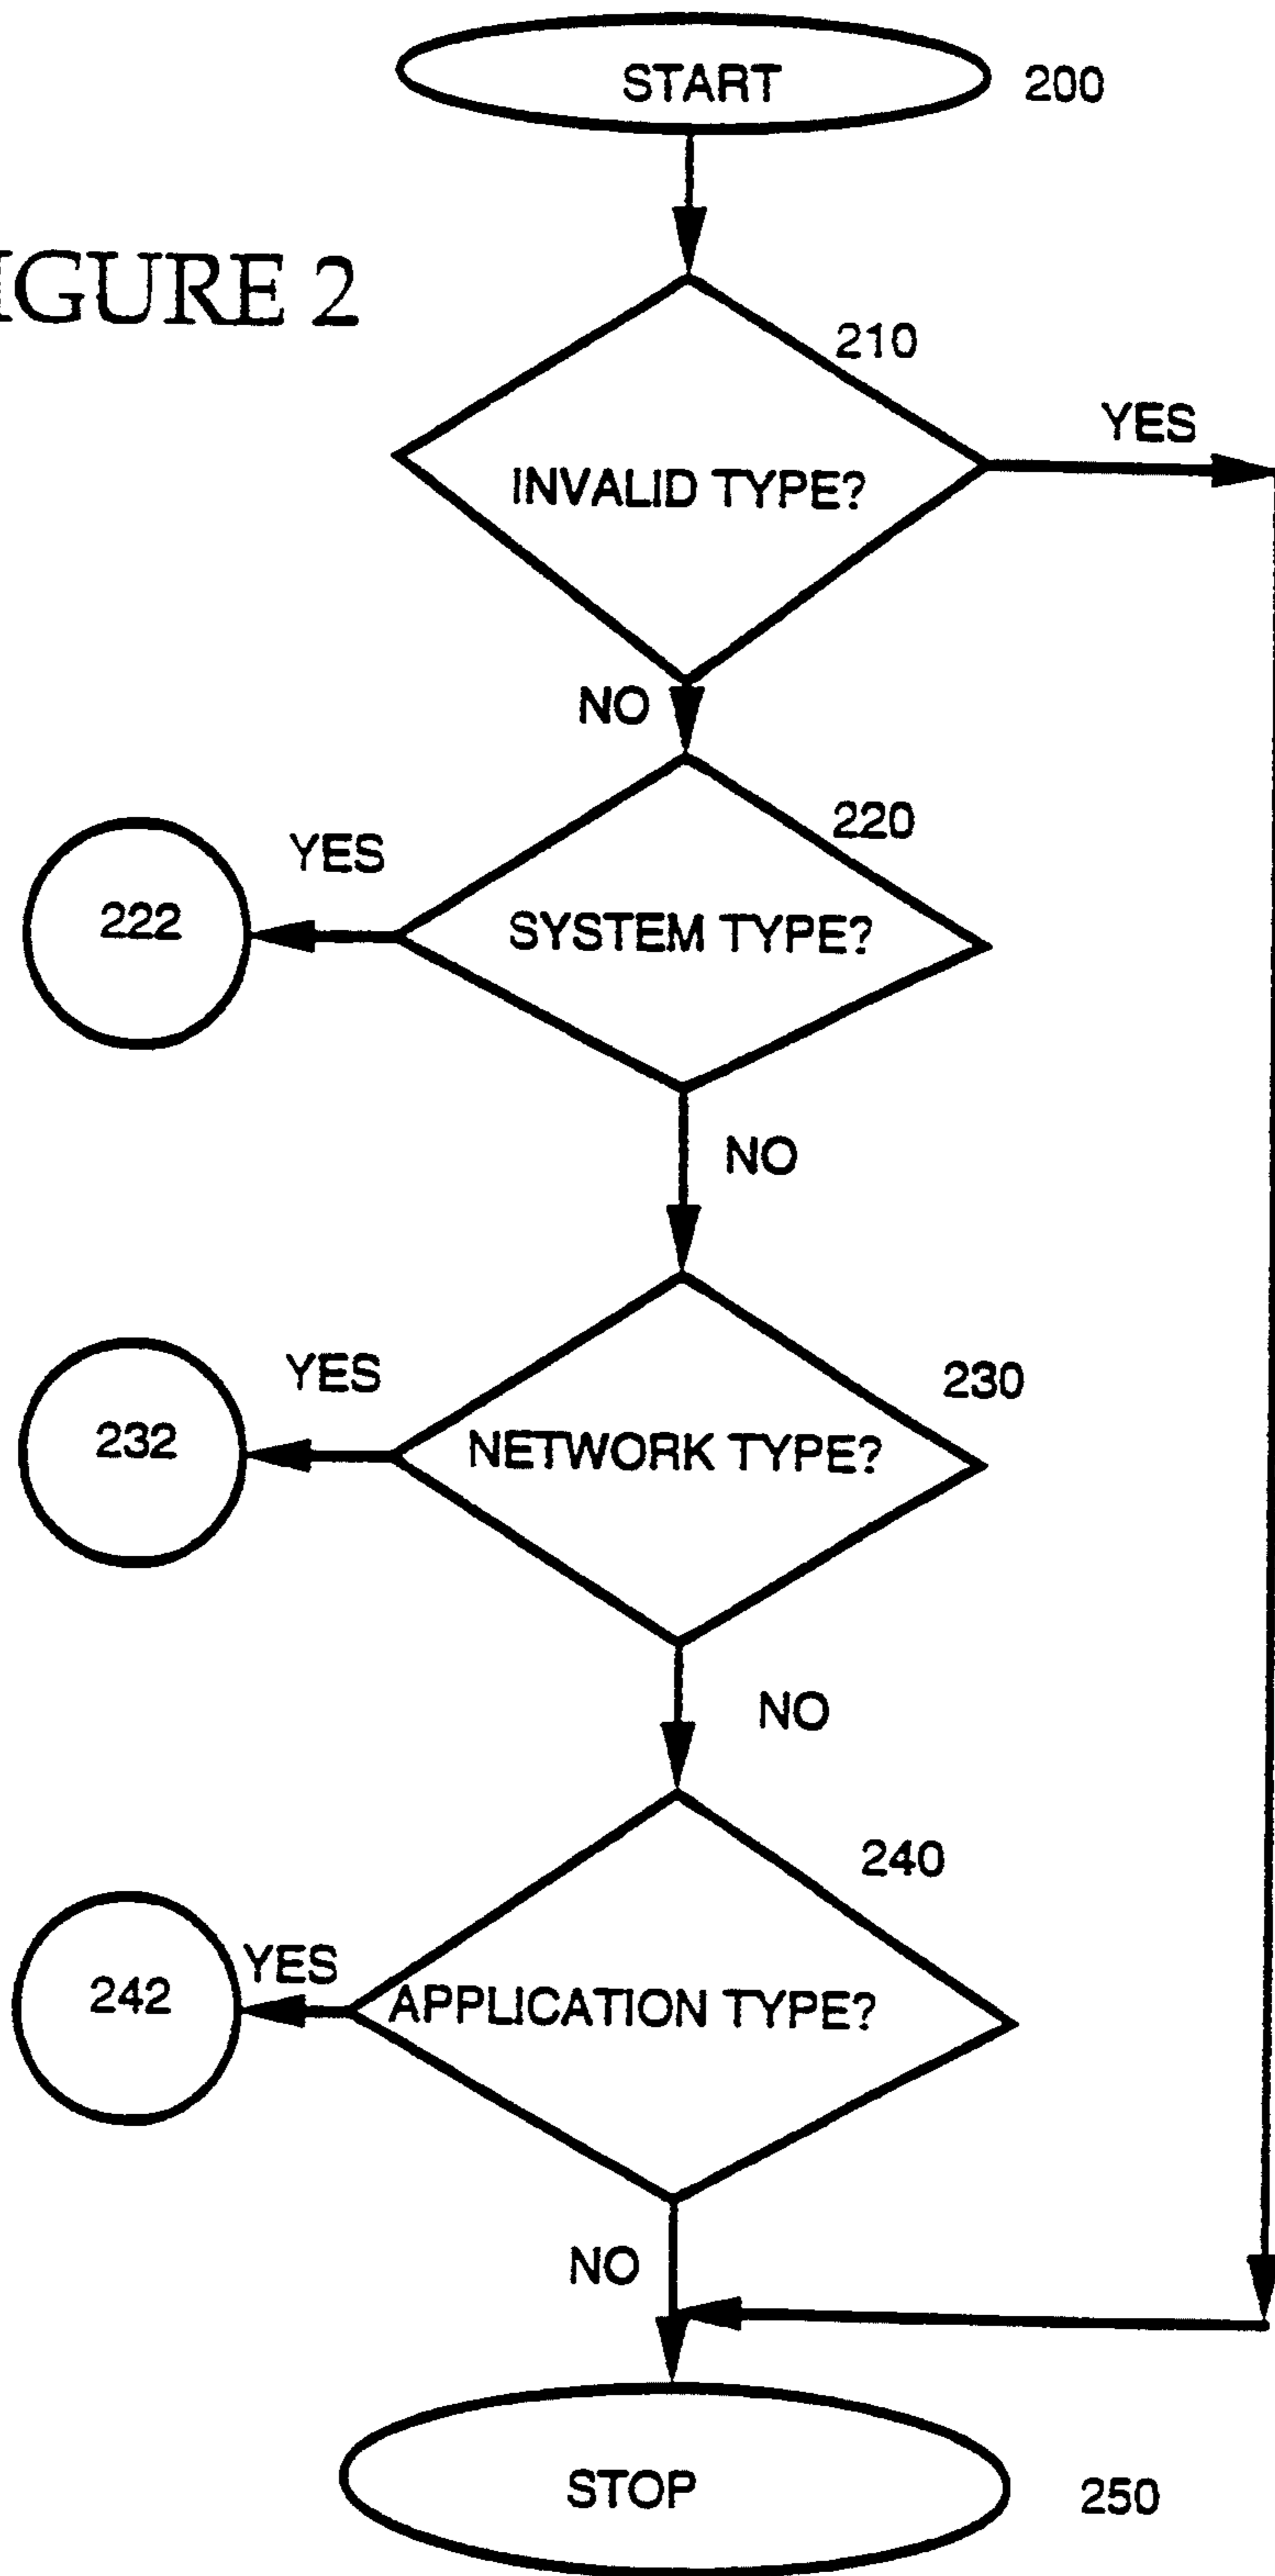 START 200
IGURE 2
210
YES
INVALID TYPE?
NO
220
YES
222
SYSTEM TYPE?
NO
YES
230
232
NETWORK TYPE?
NO
240
YES
242
APPLICATION TYPE?
NO
STOP 250